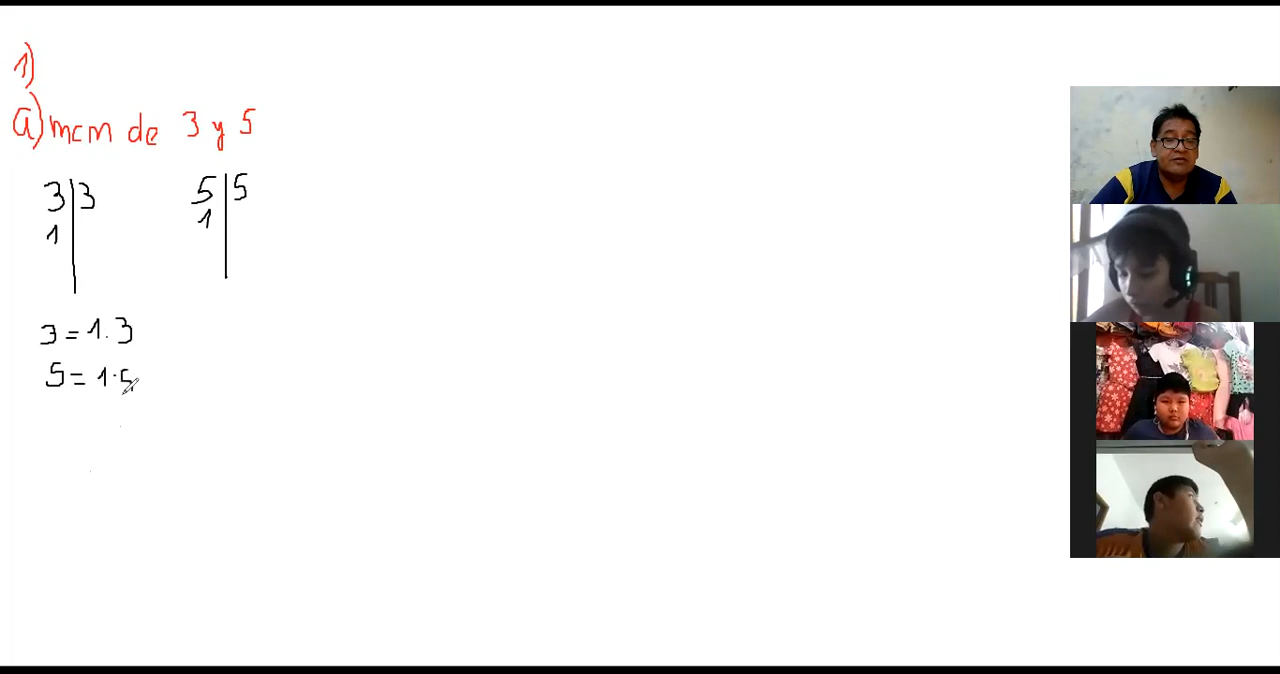 1)
a) mcm de 3 y 5
3 | 3 5 | 5
1 | 1 |
3 = 1.3
5 = 1.5